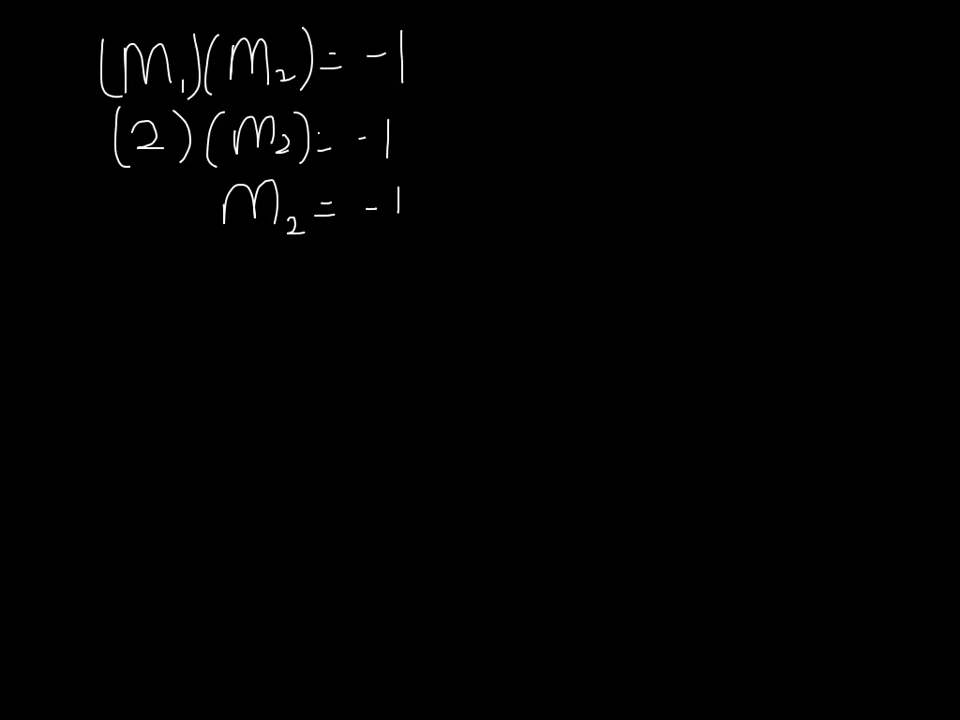 (m₁)(m₂) = -1
(2)(m₂) = -1
m₂ = -1